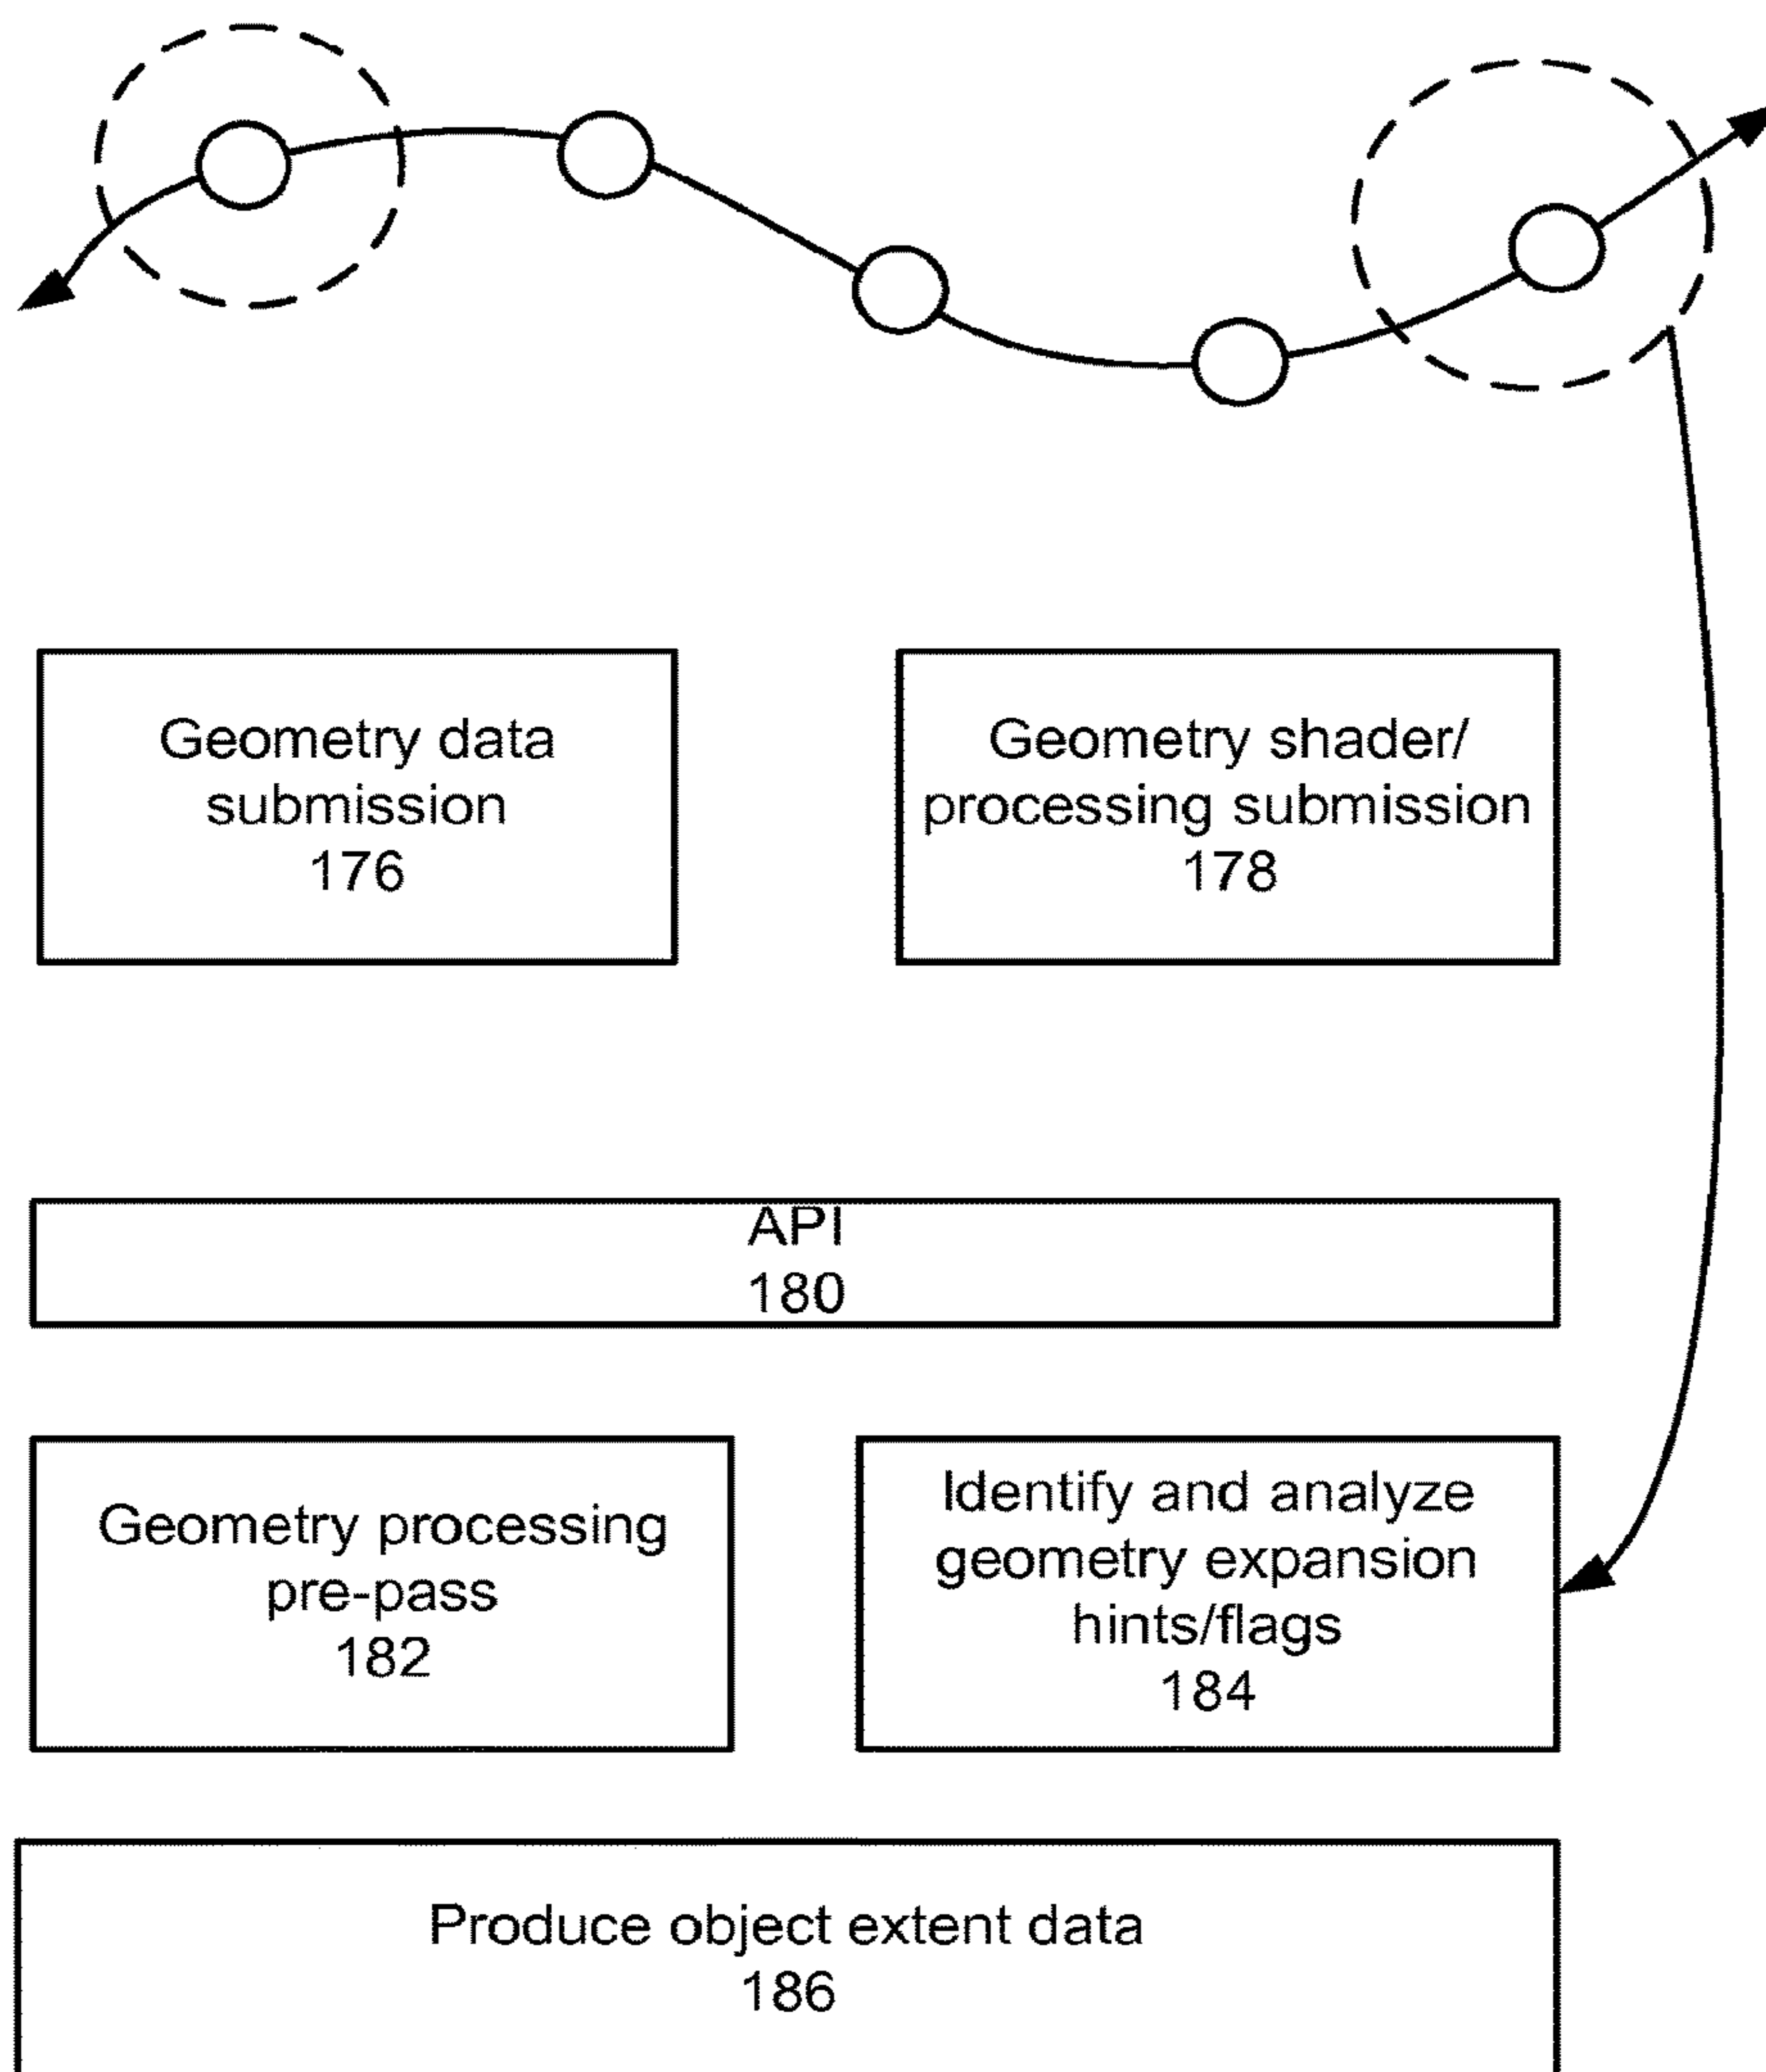 Geometry data
submission
176
Geometry shader/
processing submission
178
API
180
Geometry processing
pre-pass
182
Identify and analyze
geometry expansion
hints/flags
184
Produce object extent data
186